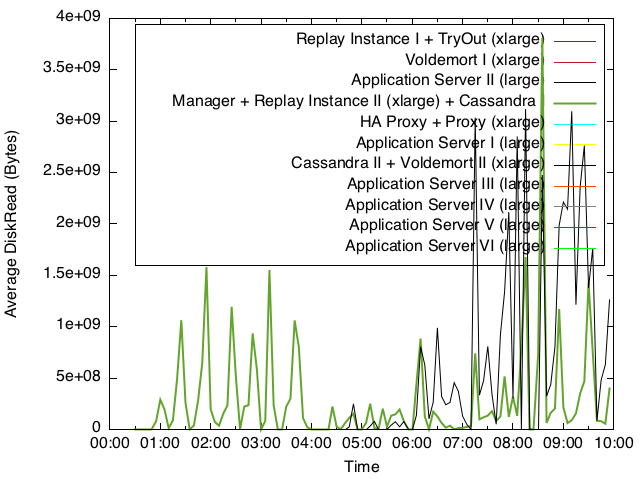 4e+09
3.5e+09
3e+09
2.5e+09
2e+09
1.5e+09
1e+09
5e+08
0
Average DiskRead (Bytes)
Replay Instance I + TryOut (xlarge)
Voldemort I (xlarge)
Application Server II (large)
Manager + Replay Instance II (xlarge) + Cassandra
HA Proxy + Proxy (xlarge)
Application Server I (large)
Cassandra II + Voldemort II (xlarge)
Application Server III (large)
Application Server IV (large)
Application Server V (large)
Application Server VI (large)
00:00 01:00 02:00 03:00 04:00 05:00 06:00 07:00 08:00 09:00 10:00
Time